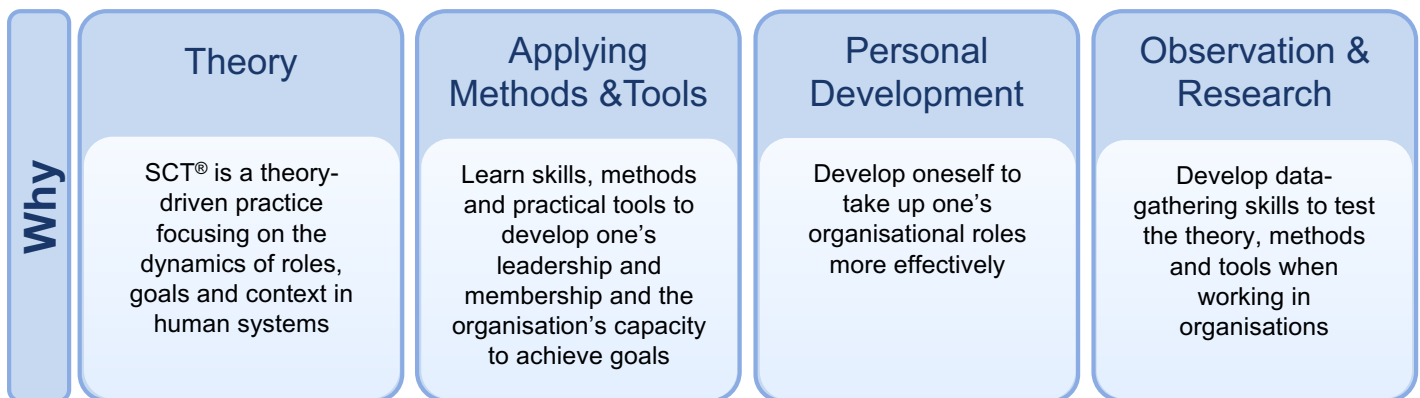 Why
Theory
SCT® is a theory-
driven practice
focusing on the
dynamics of roles,
goals and context in
human systems
Applying
Methods &Tools
Learn skills, methods
and practical tools to
develop one’s
leadership and
membership and the
organisation’s capacity
to achieve goals
Personal
Development
Develop oneself to
take up one’s
organisational roles
more effectively
Observation &
Research
Develop data-
gathering skills to test
the theory, methods
and tools when
working in
organisations